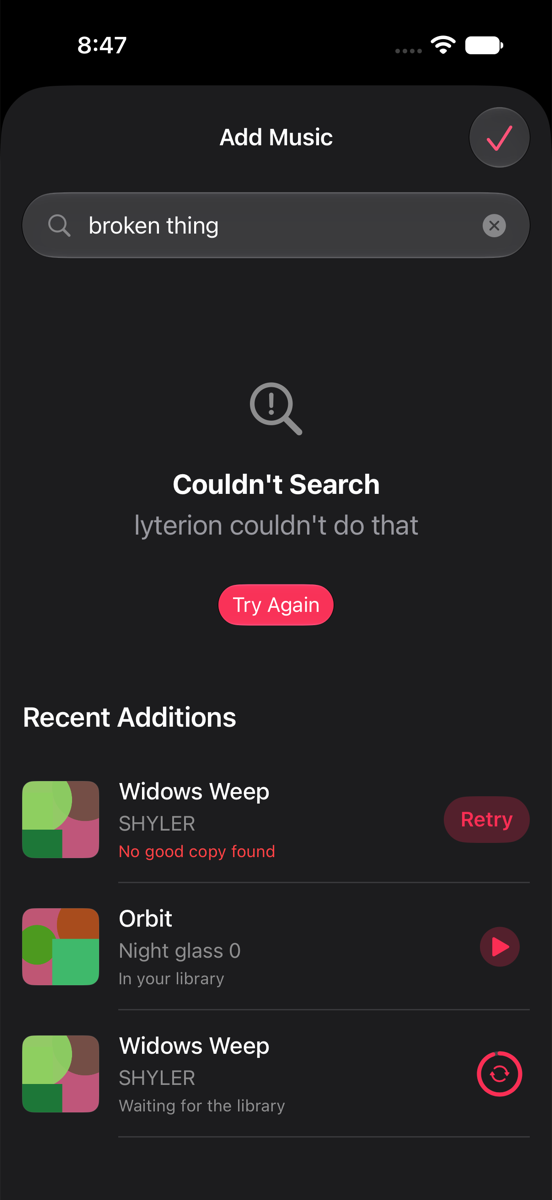 8:47
Add Music
broken thing
Couldn't Search
lyterion couldn't do that
Try Again
Recent Additions
Widows Weep
SHYLER
No good copy found
Retry
Orbit
Night glass 0
In your library
Widows Weep
SHYLER
Waiting for the library